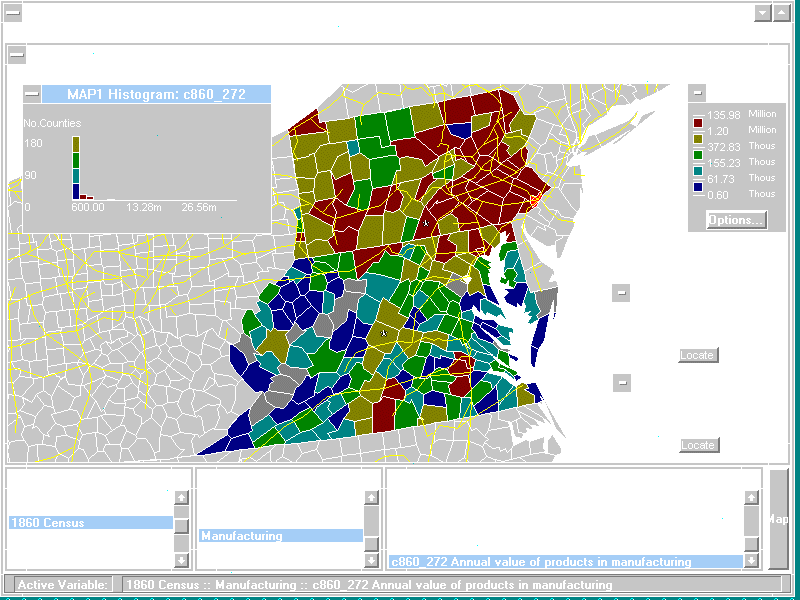 MAP1 Histogram: c860_272
No.Counties
180
90
0
600.00 13.28m 26.56m
135.98 Million
1.20 Million
372.83 Thous
155.23 Thous
61.73 Thous
0.60 Thous
Options...
Locate
Locate
1860 Census
Manufacturing
c860_272 Annual value of products in manufacturing
Map
Active Variable: 1860 Census :: Manufacturing :: c860_272 Annual value of products in manufacturing